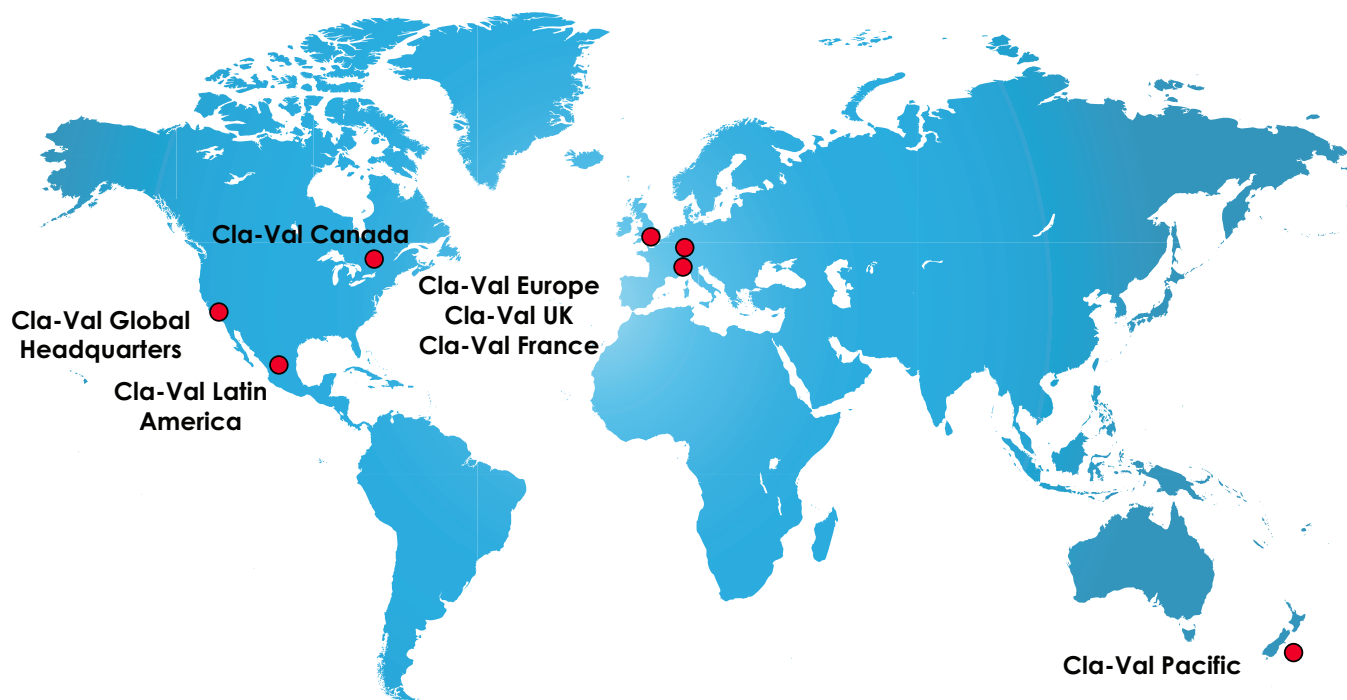 Cla-Val Canada
Cla-Val Europe
Cla-Val UK
Cla-Val France
Cla-Val Global
Headquarters
Cla-Val Latin
America
Cla-Val Pacific